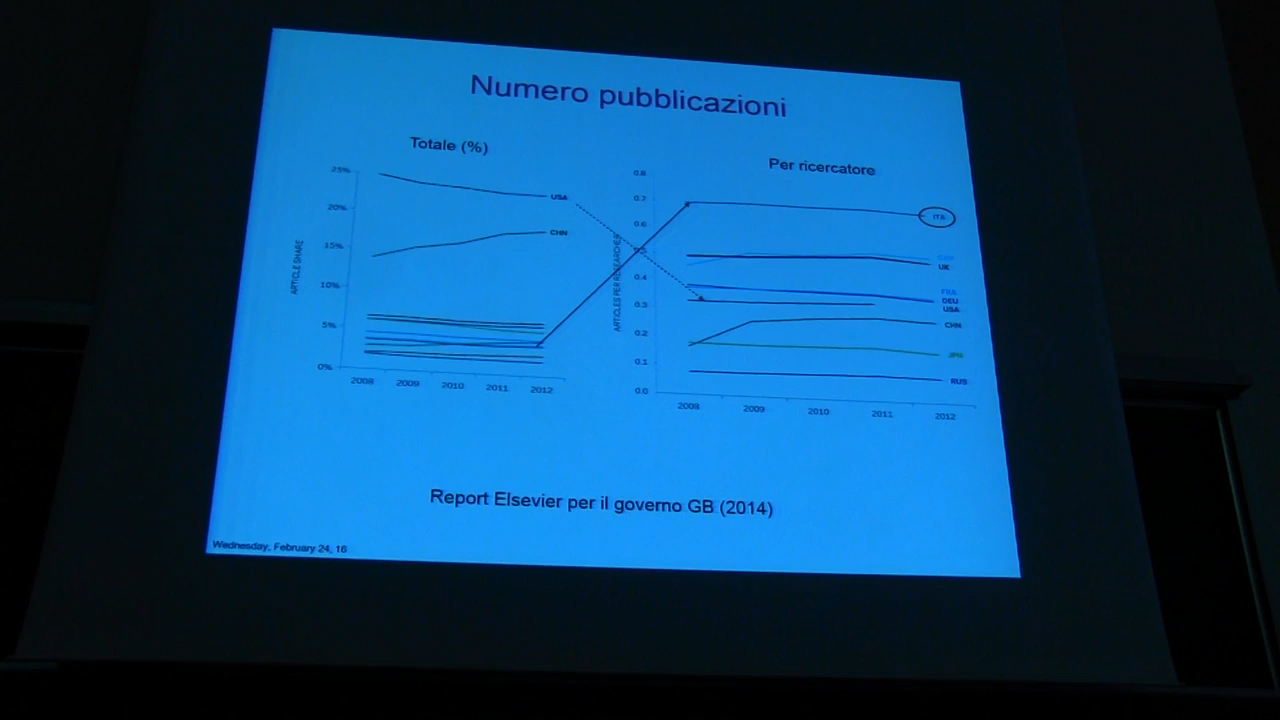 Numero pubblicazioni
Totale (%)
Per ricercatore
25%
20%
15%
10%
5%
0%
ARTICLE SHARE
USA
CHN
2008 2009 2010 2011 2012
0.8
0.7
0.6
0.4
0.3
0.2
0.1
0.0
ARTICLES PER RESEARCHER
ITA
UK
FRA
DEU
USA
CHN
JPN
RUS
2008 2009 2010 2011 2012
Report Elsevier per il governo GB (2014)
Wednesday, February 24, 16